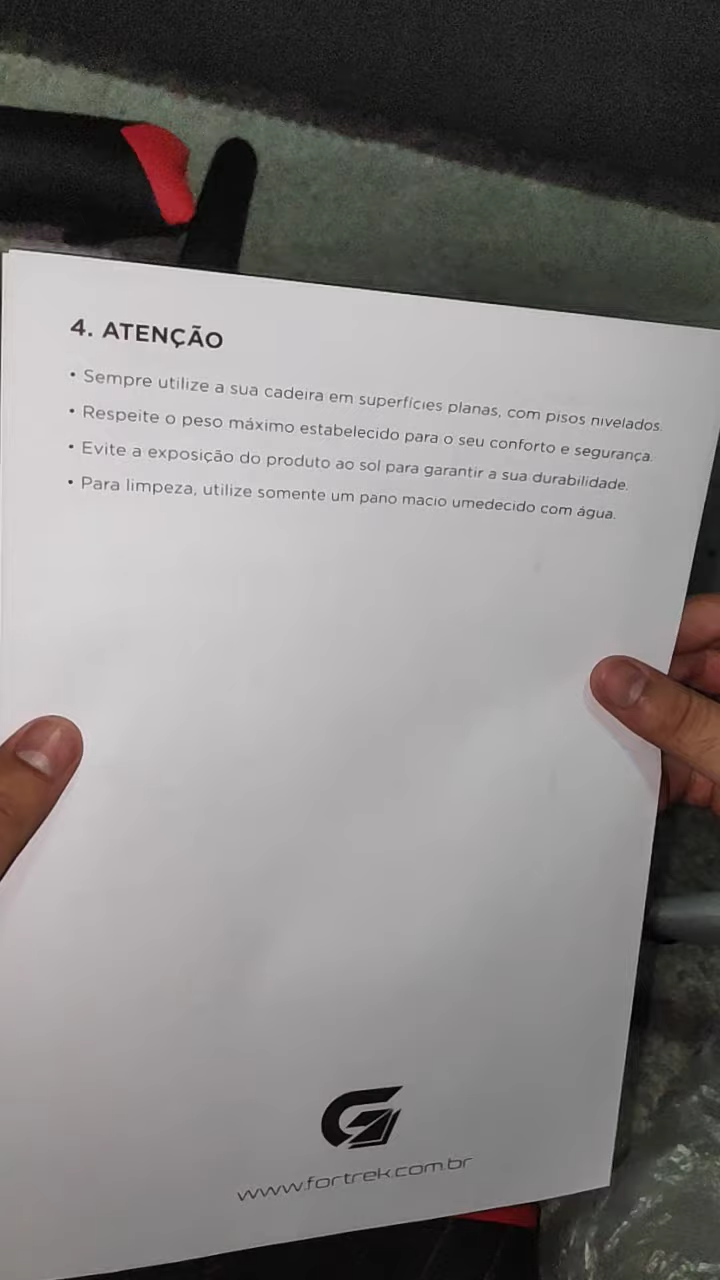 4. ATENÇÃO
• Sempre utilize a sua cadeira em superfícies planas, com pisos nivelados.
• Respeite o peso máximo estabelecido para o seu conforto e segurança.
• Evite a exposição do produto ao sol para garantir a sua durabilidade.
• Para limpeza, utilize somente um pano macio umedecido com água.
www.fortrek.com.br